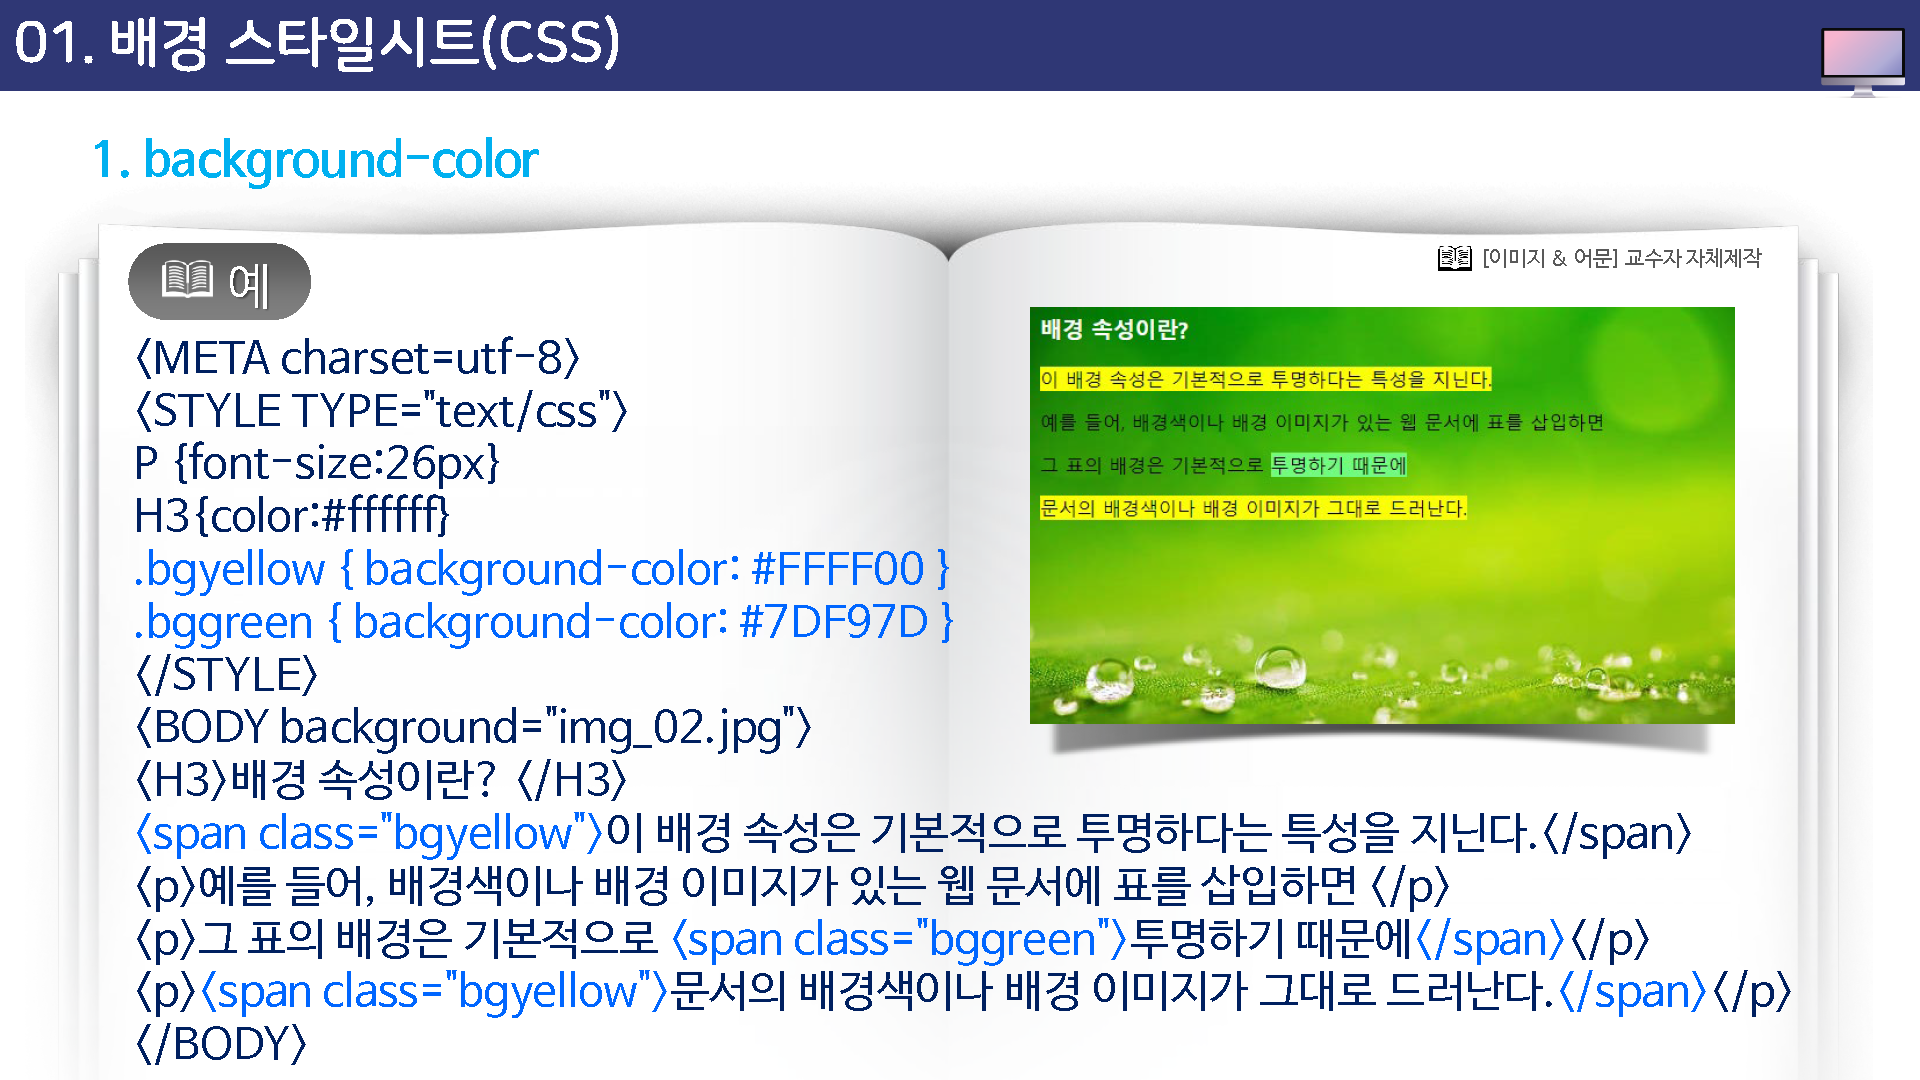 01. 배경 스타일시트(CSS)
1. background-color
예
[이미지 & 어문] 교수자 자체제작
<META charset=utf-8>
<STYLE TYPE="text/css">
P {font-size:26px}
H3{color:#ffffff}
.bgyellow { background-color: #FFFF00 }
.bggreen { background-color: #7DF97D }
</STYLE>
<BODY background="img_02.jpg">
<H3>배경 속성이란? </H3>
<span class="bgyellow">이 배경 속성은 기본적으로 투명하다는 특성을 지닌다.</span>
<p>예를 들어, 배경색이나 배경 이미지가 있는 웹 문서에 표를 삽입하면 </p>
<p>그 표의 배경은 기본적으로 <span class="bggreen">투명하기 때문에</span></p>
<p><span class="bgyellow">문서의 배경색이나 배경 이미지가 그대로 드러난다.</span></p>
</BODY>
배경 속성이란?
이 배경 속성은 기본적으로 투명하다는 특성을 지닌다.
예를 들어, 배경색이나 배경 이미지가 있는 웹 문서에 표를 삽입하면
그 표의 배경은 기본적으로 투명하기 때문에
문서의 배경색이나 배경 이미지가 그대로 드러난다.